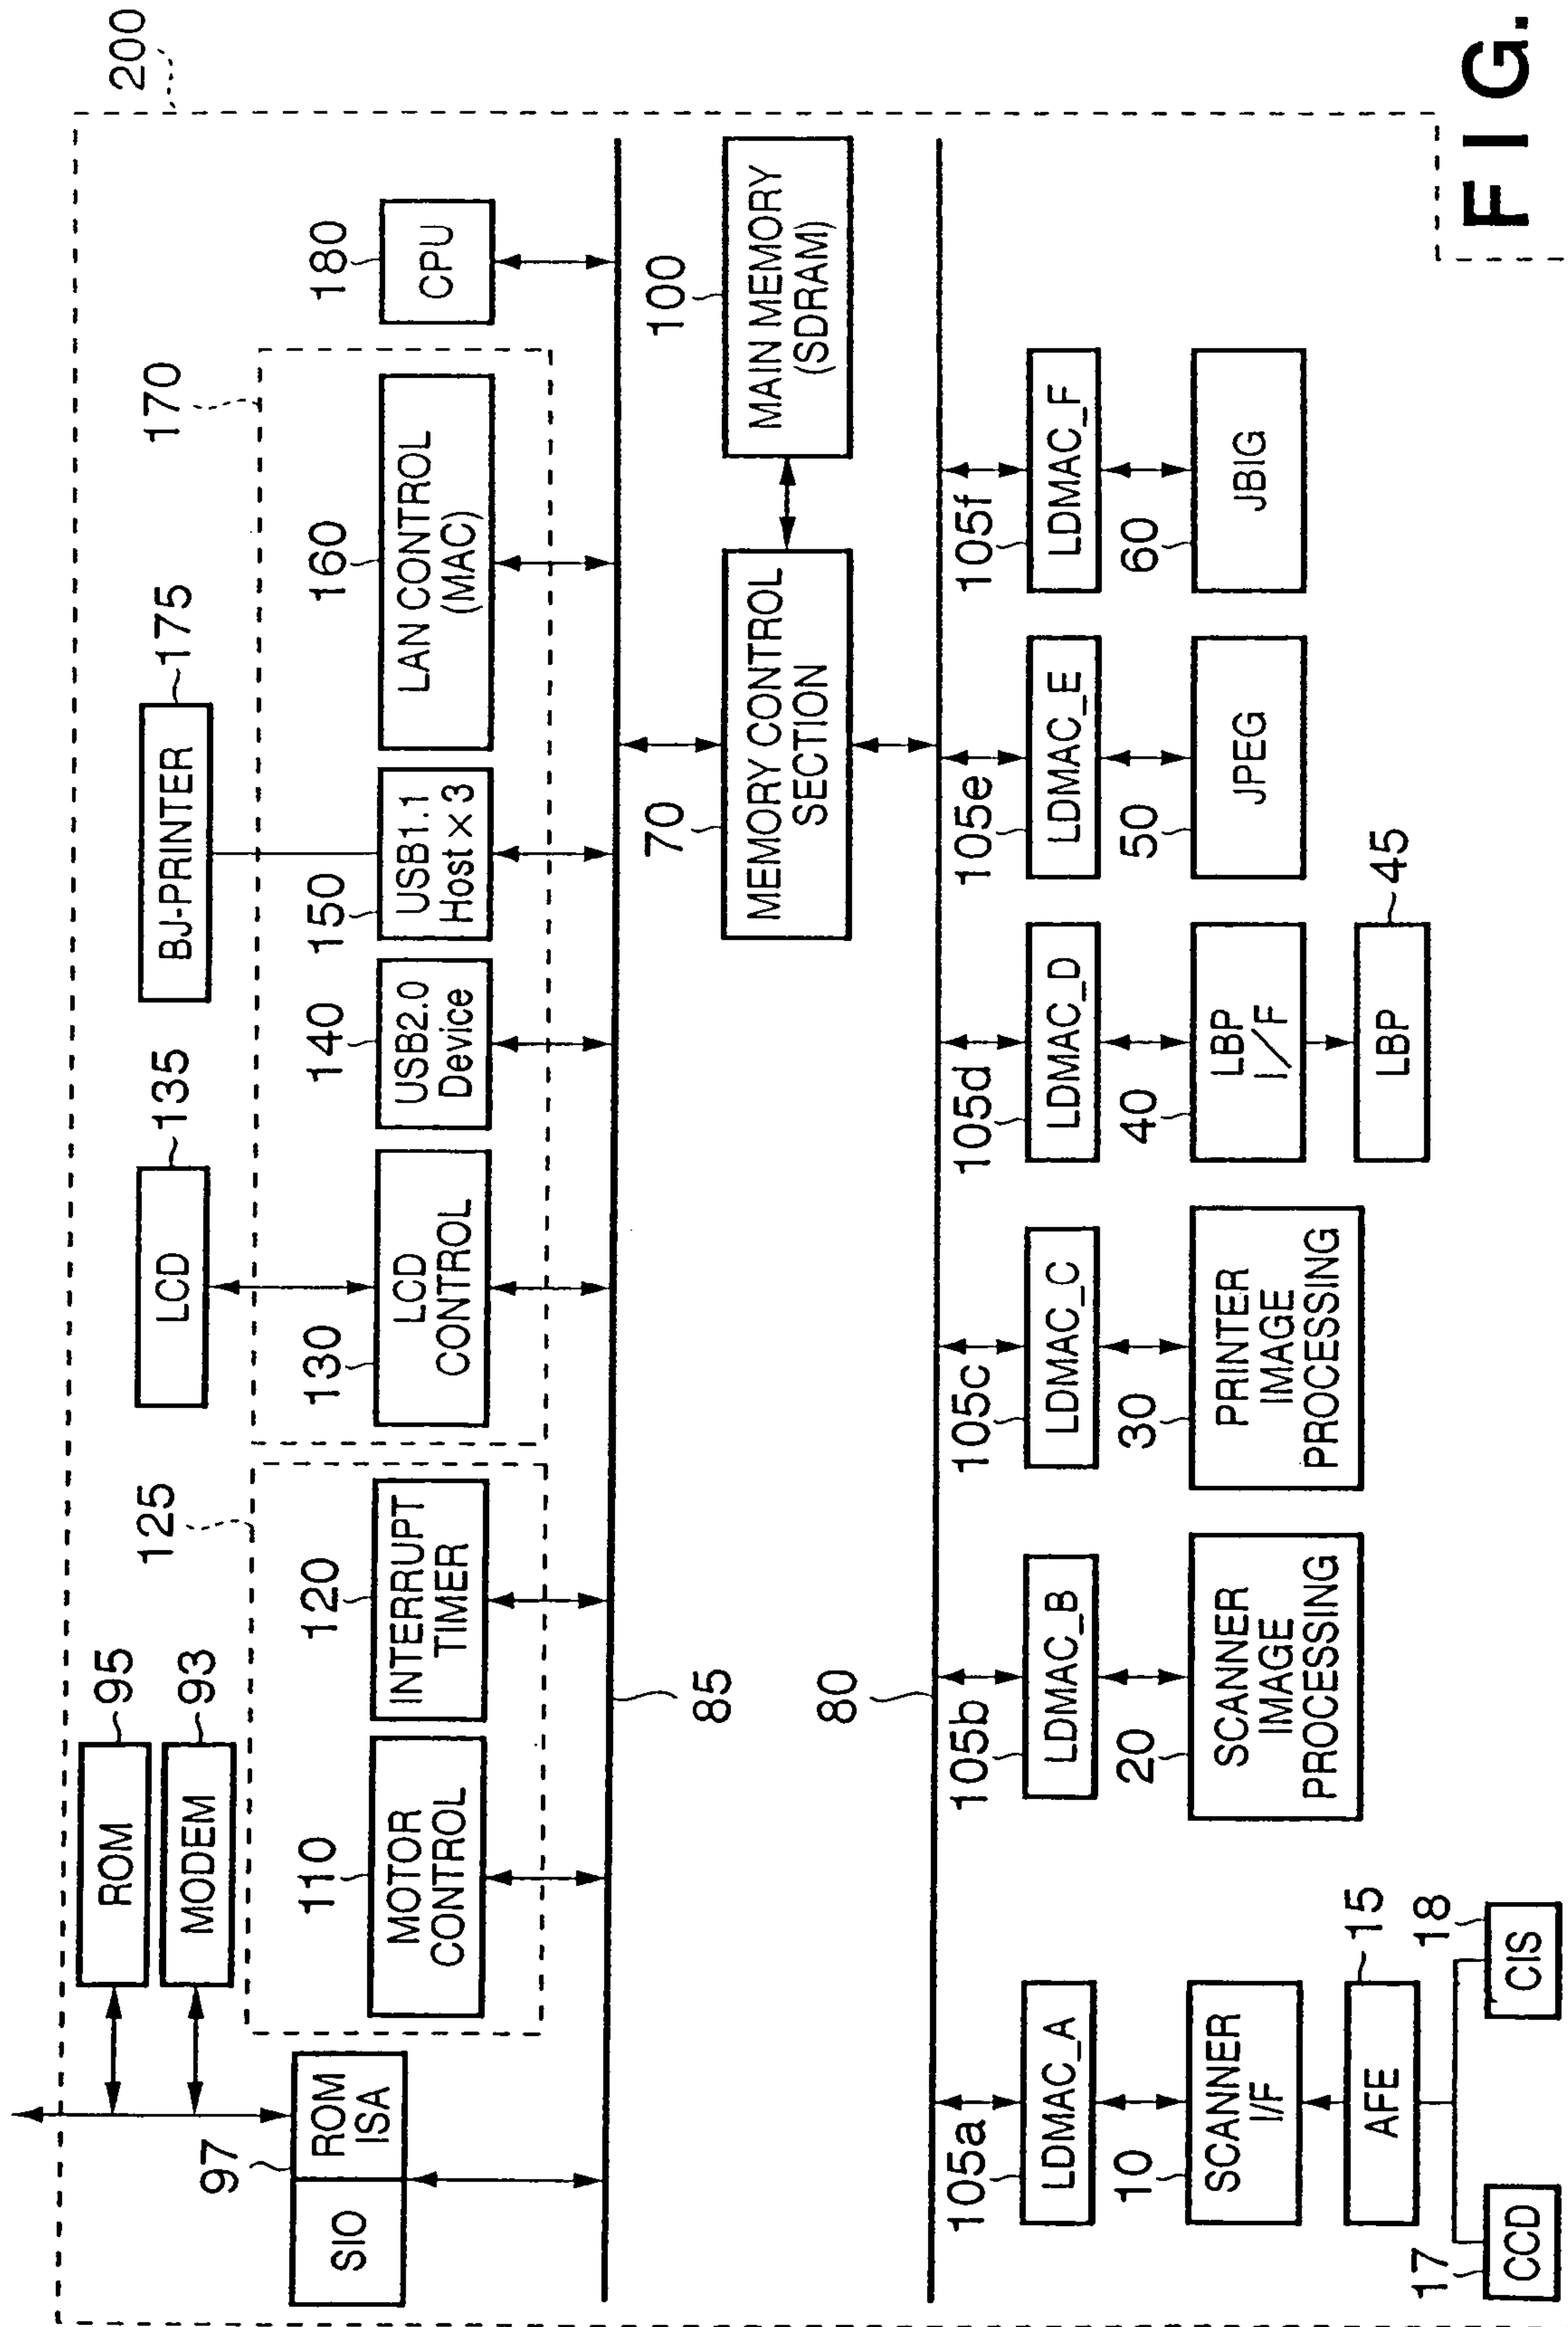 200
ROM
95
MODEM
93
LCD
135
BJ-PRINTER
175
125
170
97
SIO
ROM
ISA
110
MOTOR
CONTROL
120
INTERRUPT
TIMER
130
LCD
CONTROL
140
USB2.0
Device
150
USB1.1
Host×3
160
LAN CONTROL
(MAC)
180
CPU
85
70
MEMORY CONTROL
SECTION
100
MAIN MEMORY
(SDRAM)
80
105a
LDMAC_A
105b
LDMAC_B
105c
LDMAC_C
105d
LDMAC_D
105e
LDMAC_E
105f
LDMAC_F
10
SCANNER
I/F
20
SCANNER
IMAGE
PROCESSING
30
PRINTER
IMAGE
PROCESSING
40
LBP
I/F
50
JPEG
60
JBIG
AFE
15
LBP
45
17
CCD
CIS
18
FIG.